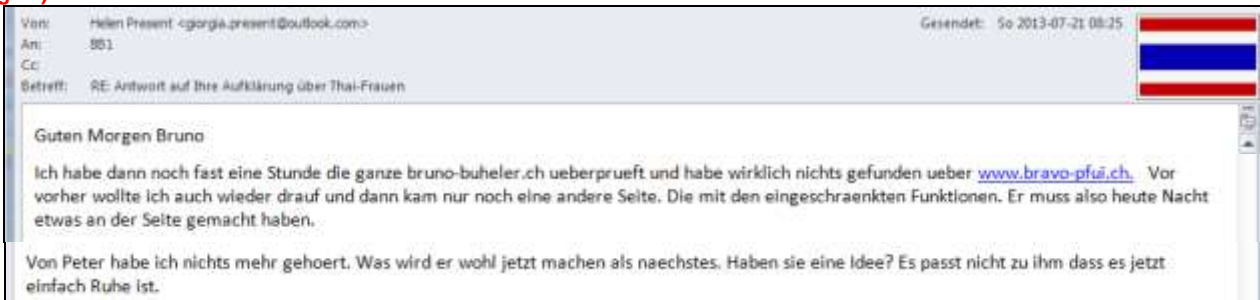 Von: Helen Present <giorgia.present@outlook.com> Gesendet: So 2013-07-21 08:25
An: BB1
Cc:
Betreff: RE: Antwort auf Ihre Aufklärung über Thai-Frauen
Guten Morgen Bruno
Ich habe dann noch fast eine Stunde die ganze bruno-buheler.ch ueberprueft und habe wirklich nichts gefunden ueber www.bravo-pfui.ch. Vor
vorher wollte ich auch wieder drauf und dann kam nur noch eine andere Seite. Die mit den eingeschraenkten Funktionen. Er muss also heute Nacht
etwas an der Seite gemacht haben.
Von Peter habe ich nichts mehr gehoert. Was wird er wohl jetzt machen als naechstes. Haben sie eine Idee? Es passt nicht zu ihm dass es jetzt
einfach Ruhe ist.